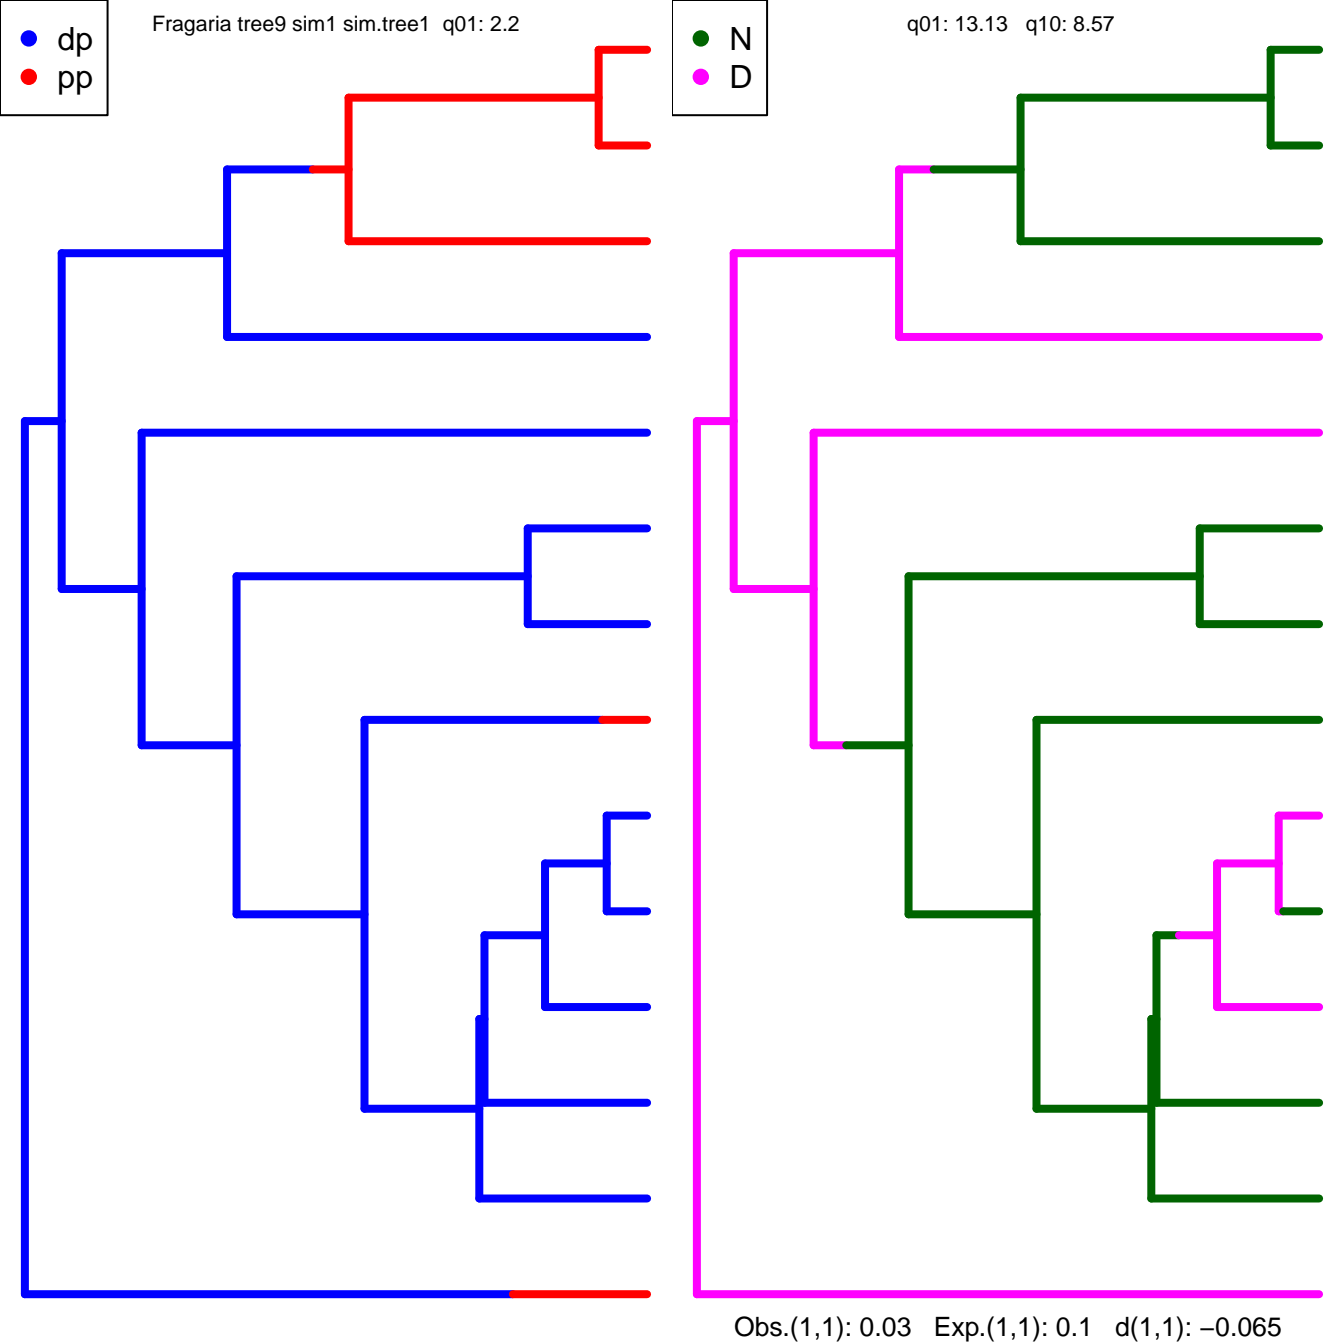 Fragaria tree9 sim1 sim.tree1  q01: 2.2
dp
pp
q01: 13.13   q10: 8.57
N
D
Obs.(1,1): 0.03   Exp.(1,1): 0.1   d(1,1): −0.065